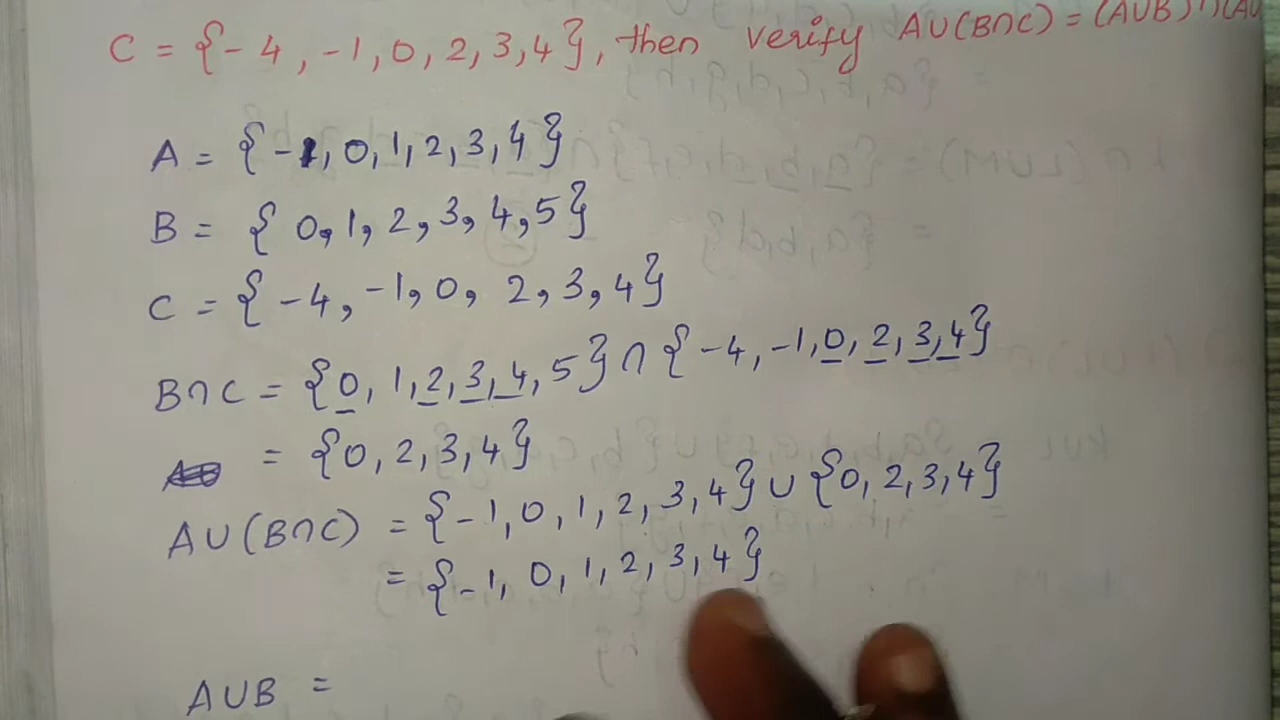 C = {-4, -1, 0, 2, 3, 4}, then verify A∪(B∩C) = (A∪B)∩(A∪
A = {-1, 0, 1, 2, 3, 4}
B = {0, 1, 2, 3, 4, 5}
C = {-4, -1, 0, 2, 3, 4}
B∩C = {0, 1, 2, 3, 4, 5} ∩ {-4, -1, 0, 2, 3, 4}
= {0, 2, 3, 4}
A∪(B∩C) = {-1, 0, 1, 2, 3, 4} ∪ {0, 2, 3, 4}
= {-1, 0, 1, 2, 3, 4}
A∪B =